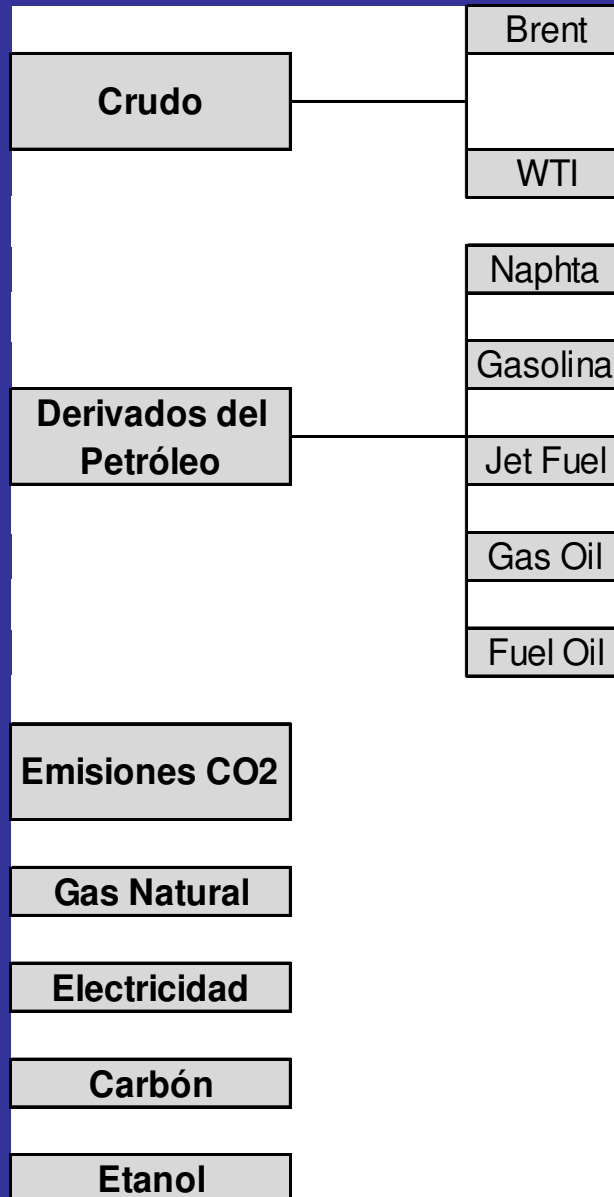 Brent
Crudo
WTI
Naphta
Gasolina
Derivados del
Petróleo
Jet Fuel
Gas Oil
Fuel Oil
Emisiones CO2
Gas Natural
Electricidad
Carbón
Etanol